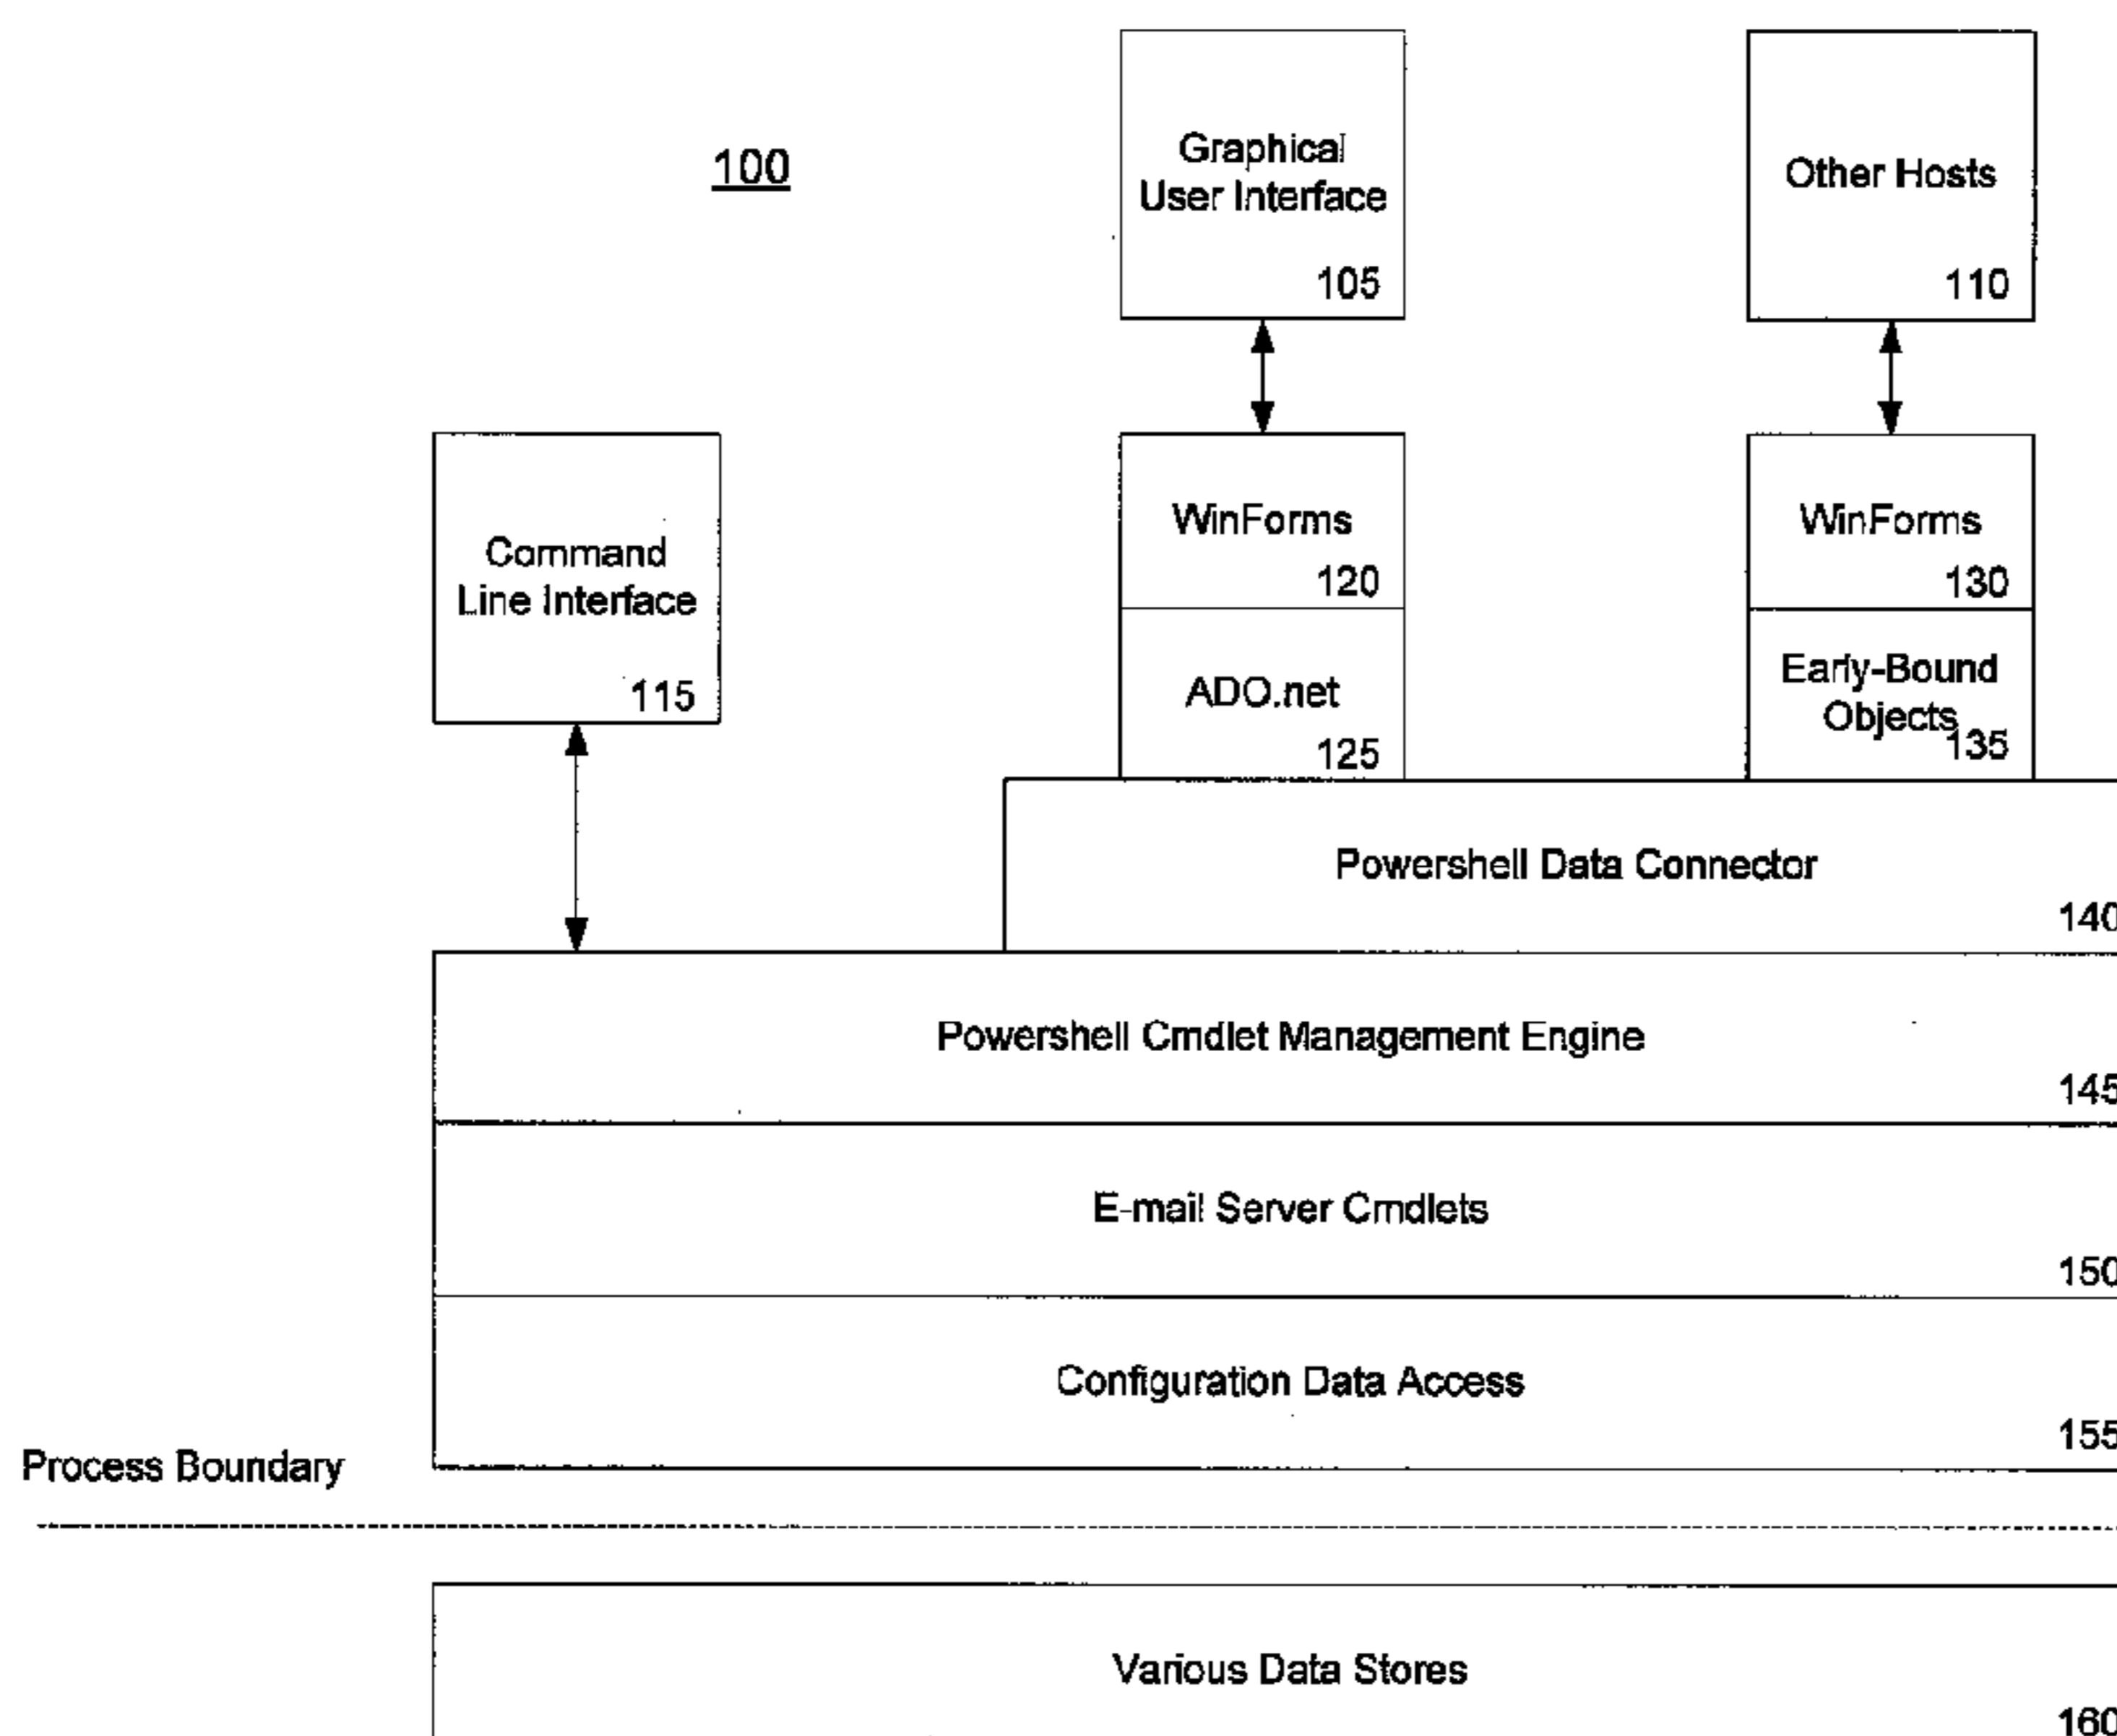 100
Graphical
User Interface
105
Other Hosts
110
Command
Line Interface
115
WinForms
120
ADO.net
125
WinForms
130
Early-Bound
Objects
135
Powershell Data Connector
140
Powershell Cmdlet Management Engine
145
E-mail Server Cmdlets
150
Configuration Data Access
155
Process Boundary
Various Data Stores
160